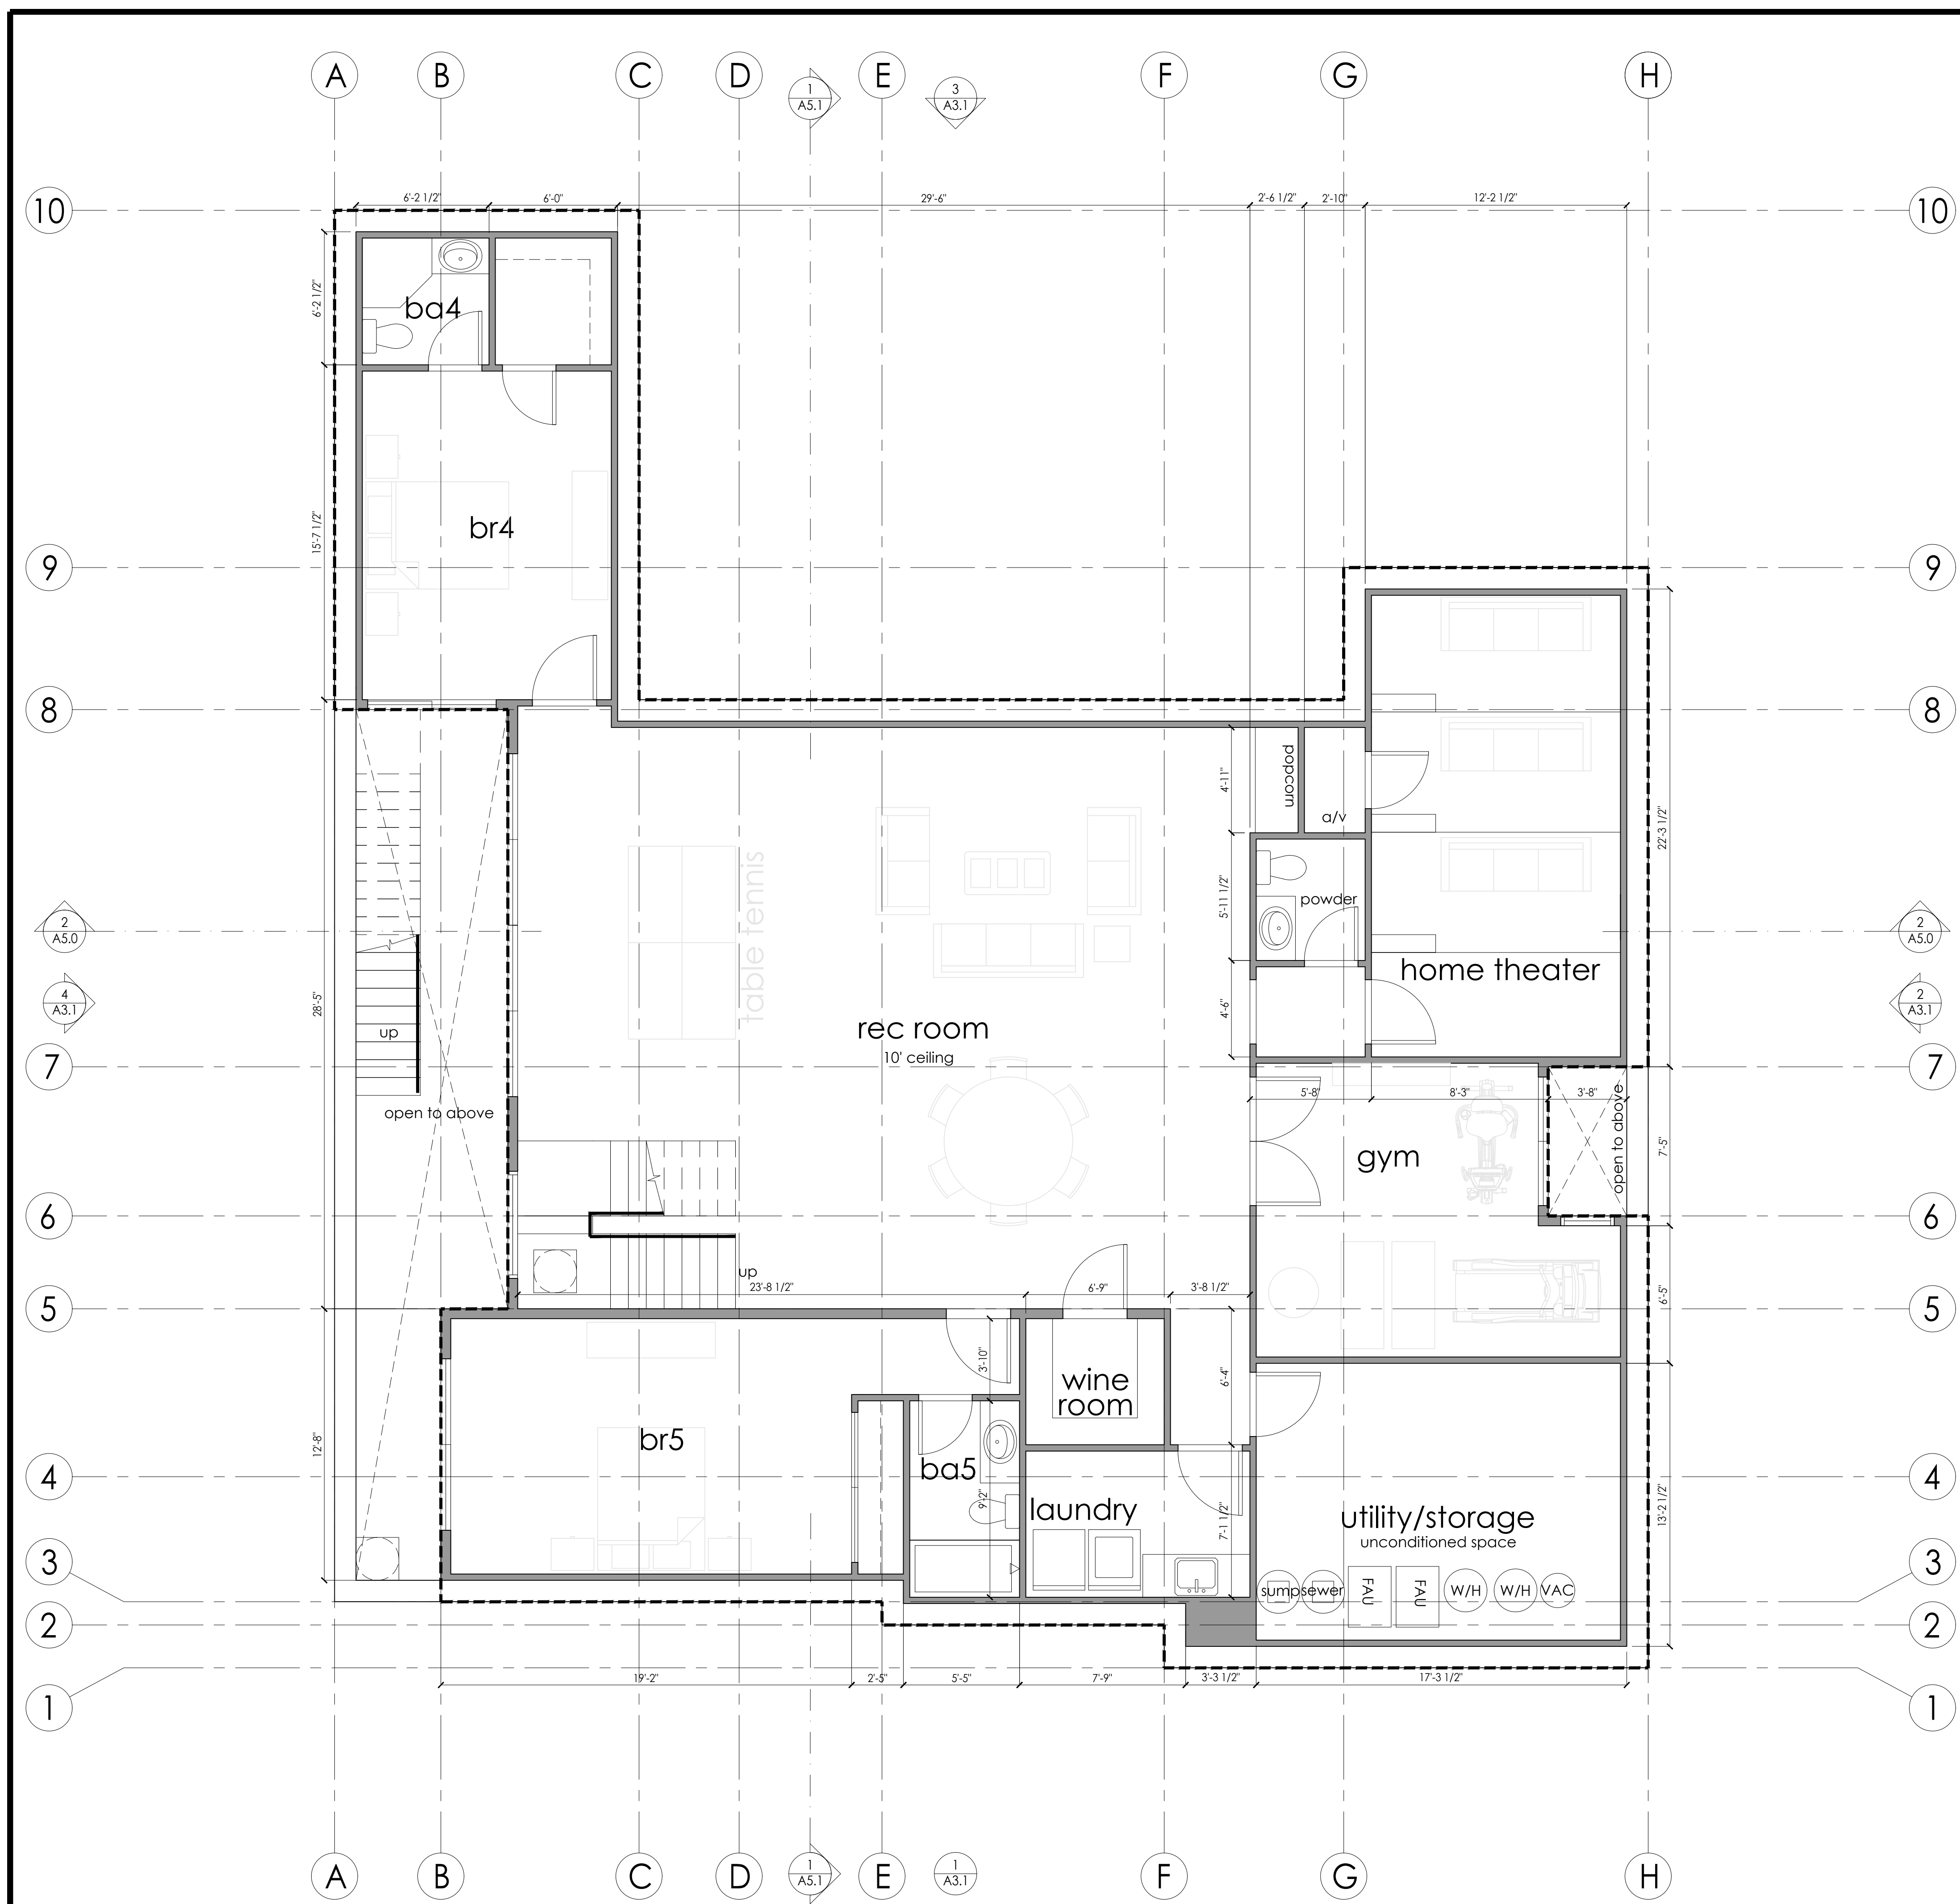 A B C D E F G H
1
A5.1
3
A3.1
10 10
6'-2 1/2" 6'-0" 29'-6" 2'-6 1/2" 2'-10" 12'-2 1/2"
6'-2 1/2"
ba4
15'-7 1/2"
br4
9 9
8 8
popcorn
4'-11"
a/v
22'-3 1/2"
table tennis
5'-11 1/2"
powder
2
A5.0
2
A5.0
home theater
4
A3.1
2
A3.1
28'-5"
4'-6"
up
rec room
10' ceiling
7 7
5'-8" 8'-3" 3'-8"
open to above
open to above
7'-5"
gym
6 6
up
23'-8 1/2" 6'-9" 3'-8 1/2"
6'-5"
5 5
3'-10"
wine
room
6'-4"
12'-8"
br5
ba5
4 4
9'-2"
laundry
7'-1 1/2"
utility/storage
unconditioned space
13'-2 1/2"
3 3
sump sewer FAU FAU W/H W/H VAC
2 2
19'-2" 2'-5" 5'-5" 7'-9" 3'-3 1/2" 17'-3 1/2"
1 1
A B C D
1
A5.1
E
1
A3.1
F G H